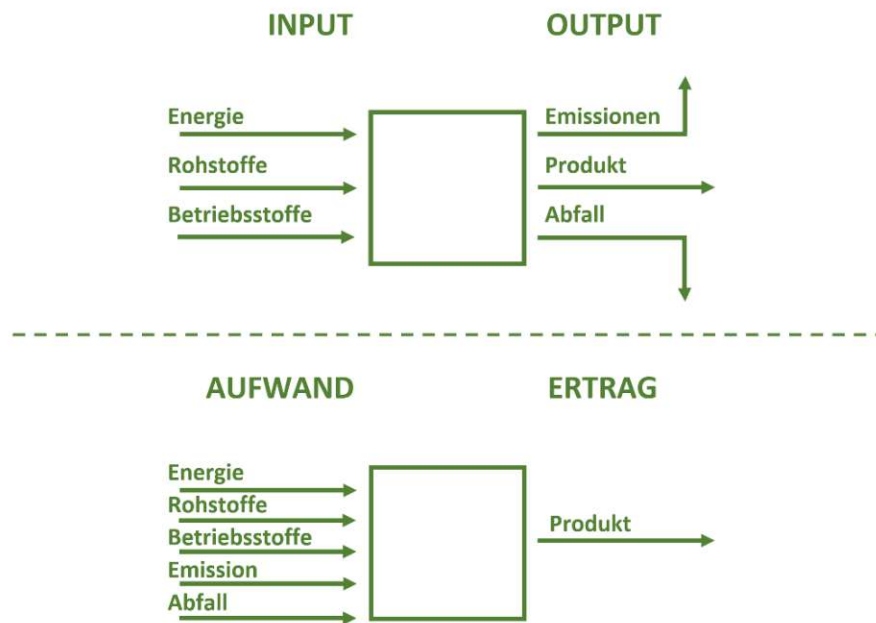 INPUT OUTPUT
Energie Emissionen
Rohstoffe Produkt
Betriebsstoffe Abfall
AUFWAND ERTRAG
Energie
Rohstoffe
Produkt
Betriebsstoffe
Emission
Abfall